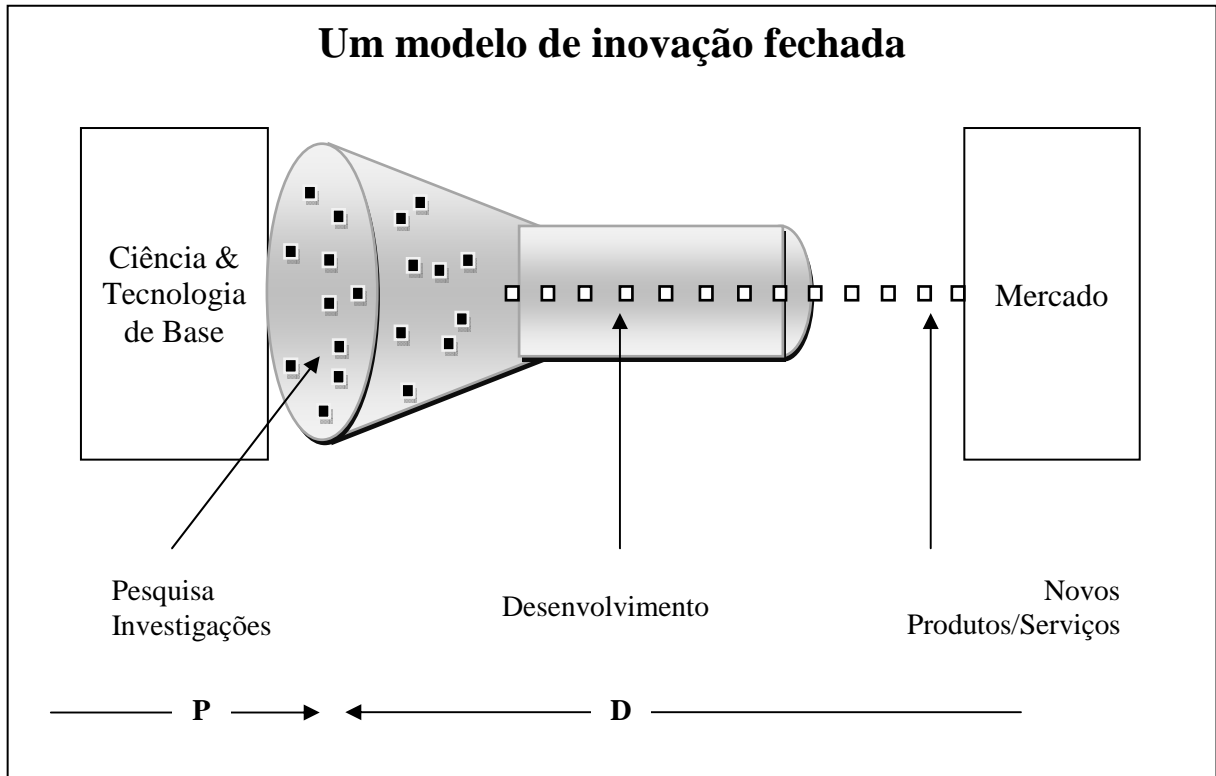 Um modelo de inovação fechada
Ciência &
Tecnologia
de Base
Mercado
Pesquisa
Investigações
Desenvolvimento
Novos
Produtos/Serviços
P
D